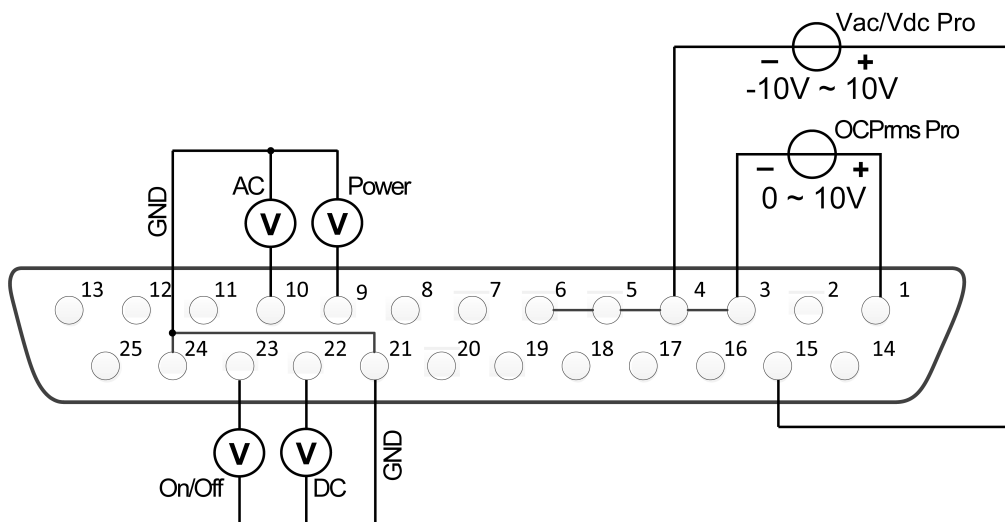 Vac/Vdc Pro
− +
-10V ~ 10V
OCPrms Pro
− +
0 ~ 10V
GND
AC
Power
V
V
13 12 11 10 9 8 7 6 5 4 3 2 1
25 24 23 22 21 20 19 18 17 16 15 14
V
V
On/Off
DC
GND